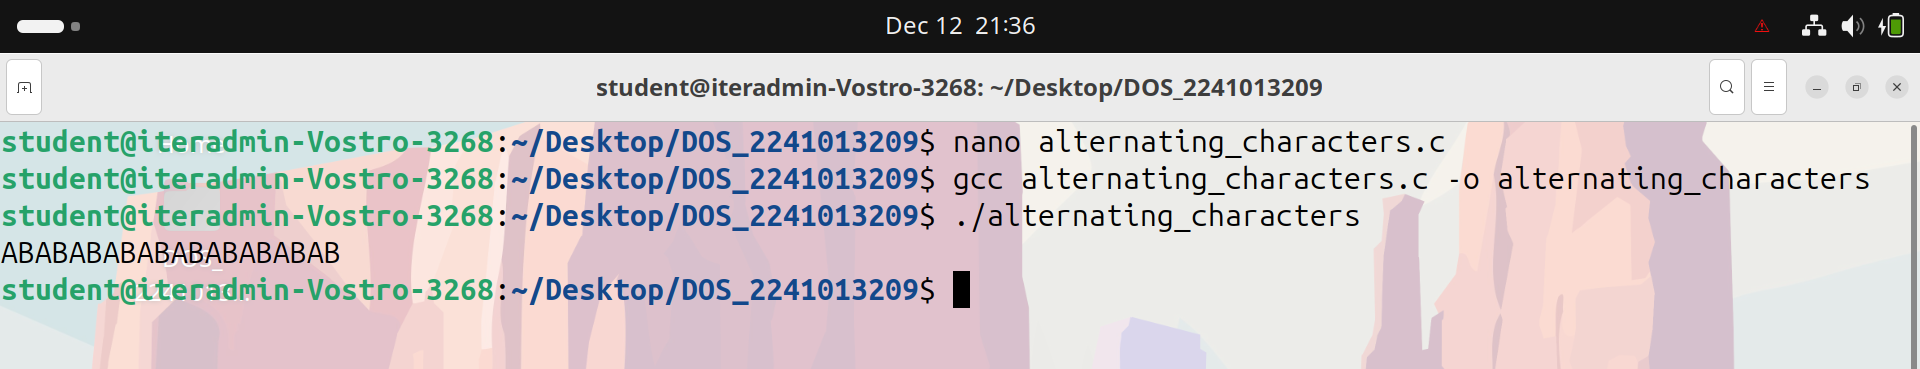 Dec 12 21:36
student@iteradmin-Vostro-3268: ~/Desktop/DOS_2241013209
student@iteradmin-Vostro-3268:~/Desktop/DOS_2241013209$ nano alternating_characters.c
student@iteradmin-Vostro-3268:~/Desktop/DOS_2241013209$ gcc alternating_characters.c -o alternating_characters
student@iteradmin-Vostro-3268:~/Desktop/DOS_2241013209$ ./alternating_characters
ABABABABABABABABABAB
student@iteradmin-Vostro-3268:~/Desktop/DOS_2241013209$